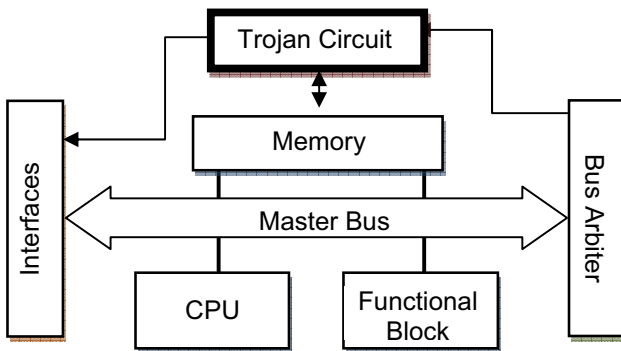 Trojan Circuit
Memory
Interfaces
Master Bus
Bus Arbiter
CPU
Functional
Block